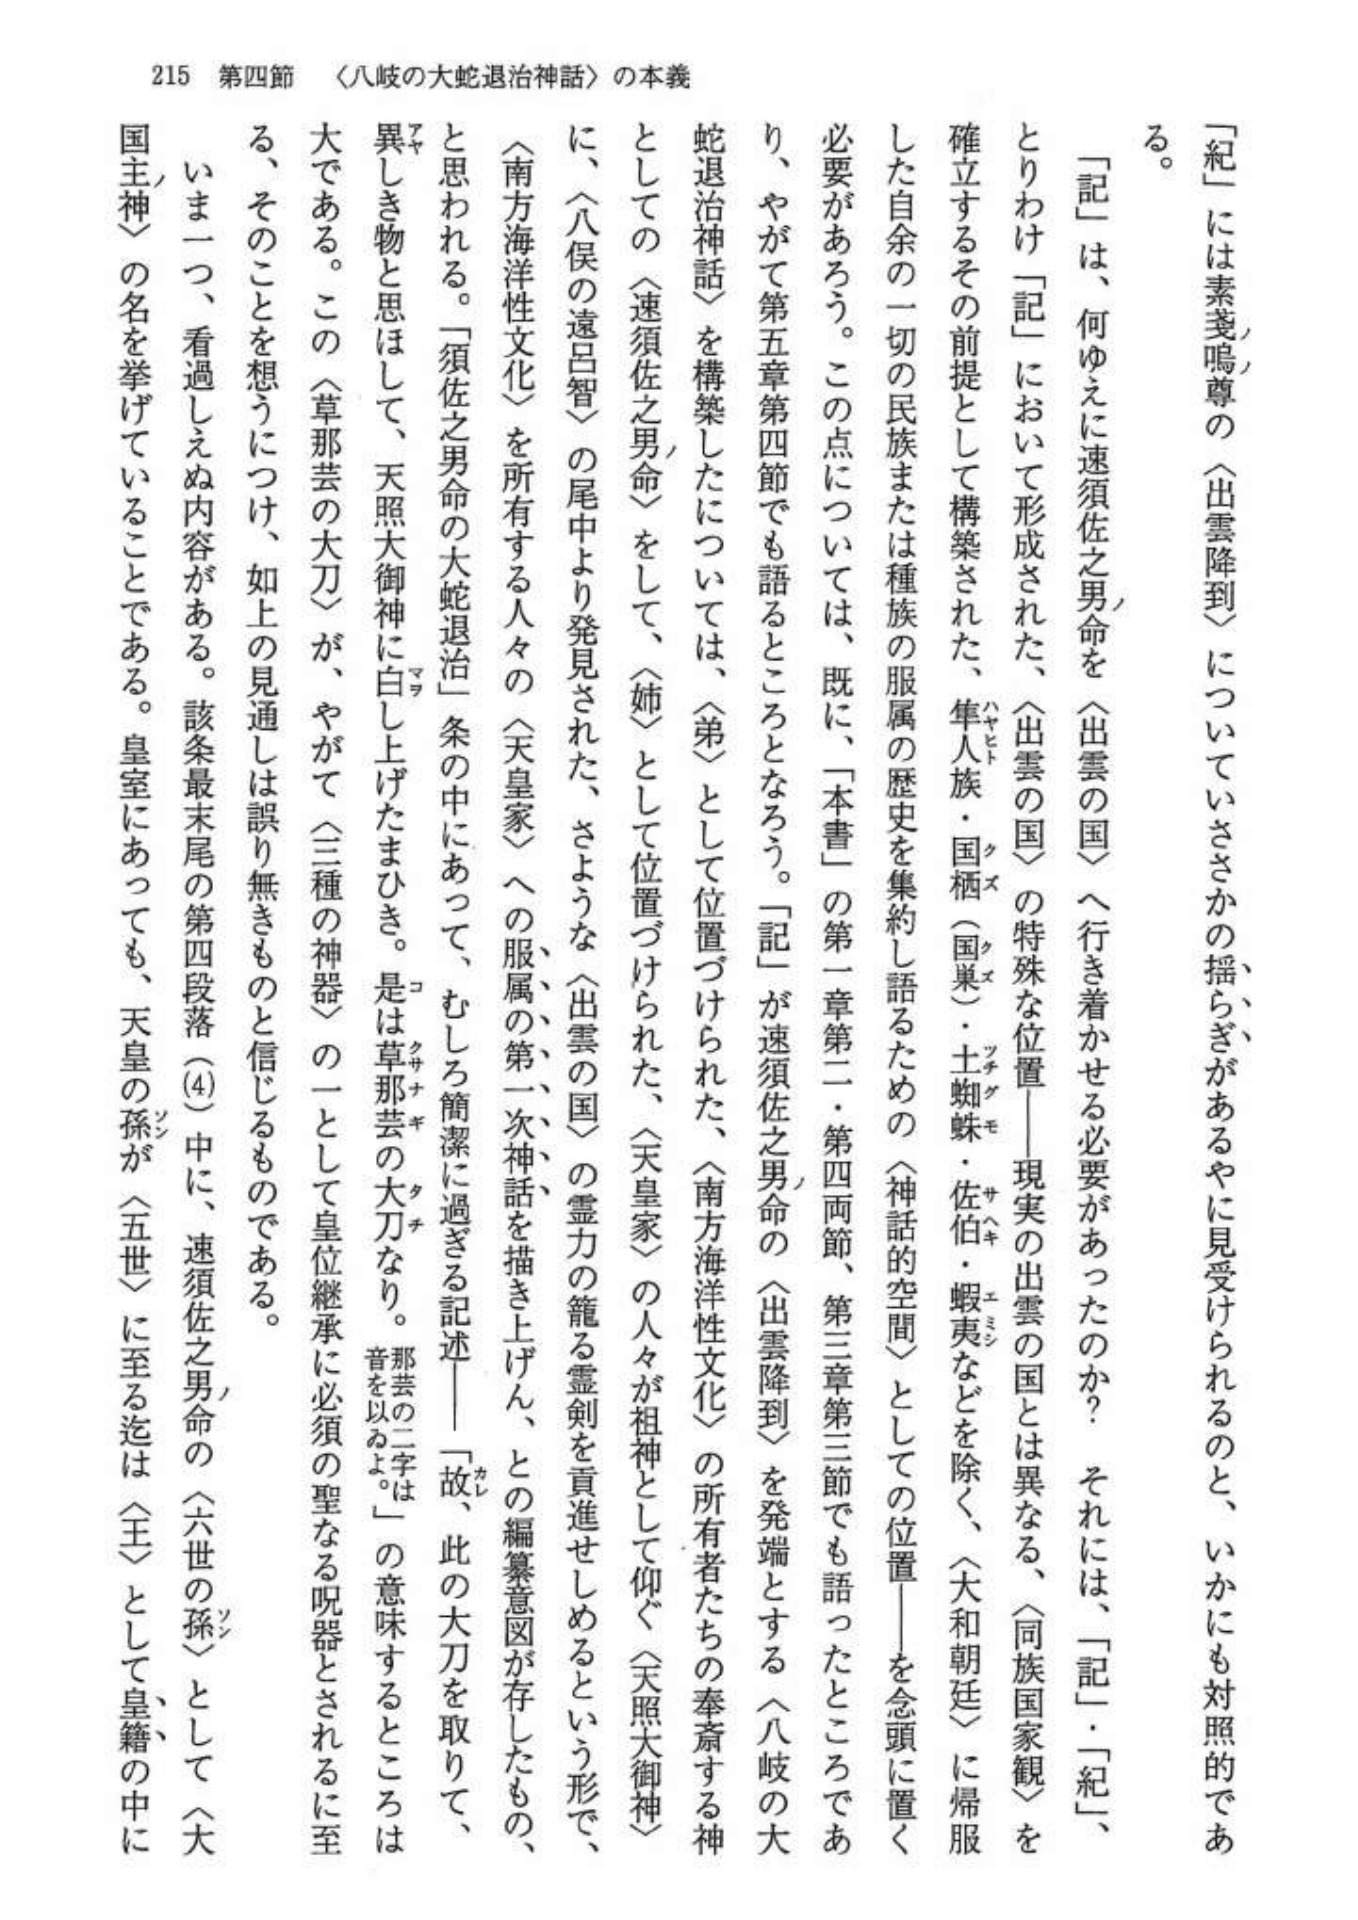 215　第四節　〈八岐の大蛇退治神話〉の本義
「紀」には素戔嗚尊の〈出雲降到〉についていささかの揺らぎがあるやに見受けられるのと、いかにも対照的であ
る。
「記」は、何ゆえに速須佐之男命を〈出雲の国〉へ行き着かせる必要があったのか？　それには、「記」・「紀」、
とりわけ「記」において形成された、〈出雲の国〉の特殊な位置――現実の出雲の国とは異なる、〈同族国家観〉を
確立するその前提として構築された、隼人族・国栖（国巣）・土蜘蛛・佐伯・蝦夷などを除く、〈大和朝廷〉に帰服
した自余の一切の民族または種族の服属の歴史を集約し語るための〈神話的空間〉としての位置――を念頭に置く
必要があろう。この点については、既に、「本書」の第一章第二・第四両節、第三章第三節でも語ったところであ
り、やがて第五章第四節でも語るところとなろう。「記」が速須佐之男命の〈出雲降到〉を発端とする〈八岐の大
蛇退治神話〉を構築したについては、〈弟〉として位置づけられた、〈南方海洋性文化〉の所有者たちの奉斎する神
としての〈速須佐之男命〉をして、〈姉〉として位置づけられた、〈天皇家〉の人々が祖神として仰ぐ〈天照大御神〉
に、〈八俣の遠呂智〉の尾中より発見された、さような〈出雲の国〉の霊力の籠る霊剣を貢進せしめるという形で、
〈南方海洋性文化〉を所有する人々の〈天皇家〉への服属の第一次神話を描き上げん、との編纂意図が存したもの、
と思われる。「須佐之男命の大蛇退治」条の中にあって、むしろ簡潔に過ぎる記述――「故、此の大刀を取りて、
異しき物と思ほして、天照大御神に白し上げたまひき。是は草那芸の大刀なり。那芸の二字は音を以ゐよ。」の意味するところは
大である。この〈草那芸の大刀〉が、やがて〈三種の神器〉の一として皇位継承に必須の聖なる呪器とされるに至
る、そのことを想うにつけ、如上の見通しは誤り無きものと信じるものである。
いま一つ、看過しえぬ内容がある。該条最末尾の第四段落（⑷）中に、速須佐之男命の〈六世の孫〉として〈大
国主神〉の名を挙げていることである。皇室にあっても、天皇の孫が〈五世〉に至る迄は〈王〉として皇籍の中に